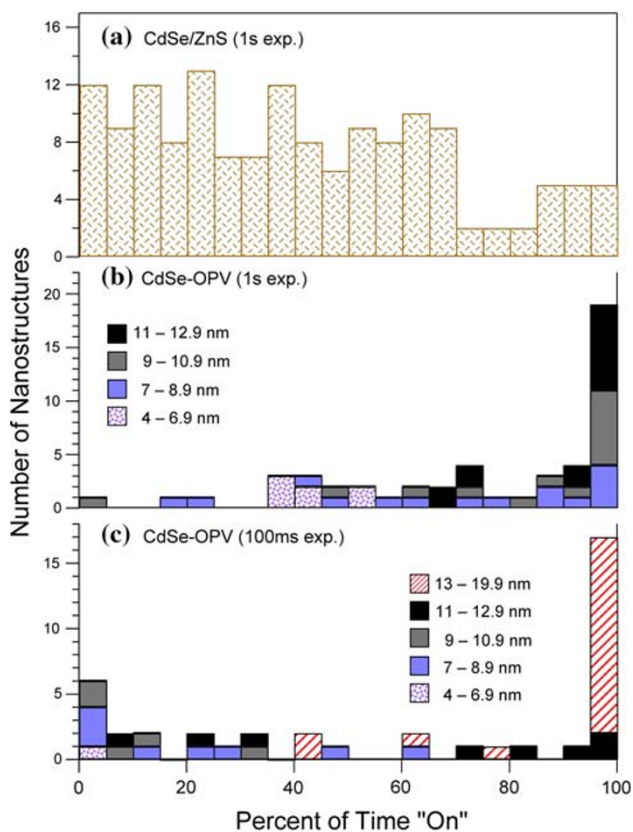 (a) CdSe/ZnS (1s exp.)
16
12
8
4
0
Number of Nanostructures
(b) CdSe-OPV (1s exp.)
20
15
10
5
0
11 – 12.9 nm
9 – 10.9 nm
7 – 8.9 nm
4 – 6.9 nm
(c) CdSe-OPV (100ms exp.)
15
10
5
0
13 – 19.9 nm
11 – 12.9 nm
9 – 10.9 nm
7 – 8.9 nm
4 – 6.9 nm
0 20 40 60 80 100
Percent of Time "On"